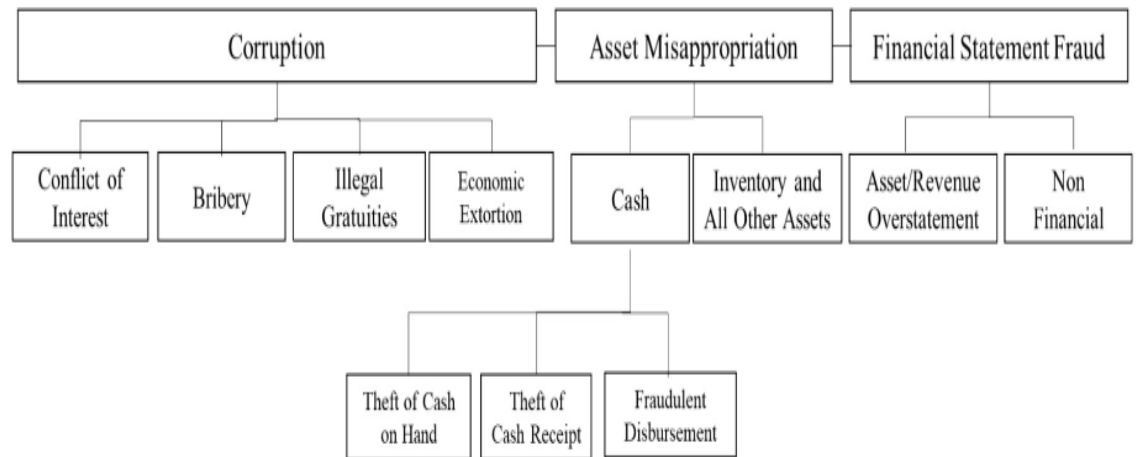 Corruption
Asset Misappropriation
Financial Statement Fraud
Conflict of
Interest
Bribery
Illegal
Gratuities
Economic
Extortion
Cash
Inventory and
All Other Assets
Asset/Revenue
Overstatement
Non
Financial
Theft of Cash
on Hand
Theft of
Cash Receipt
Fraudulent
Disbursement